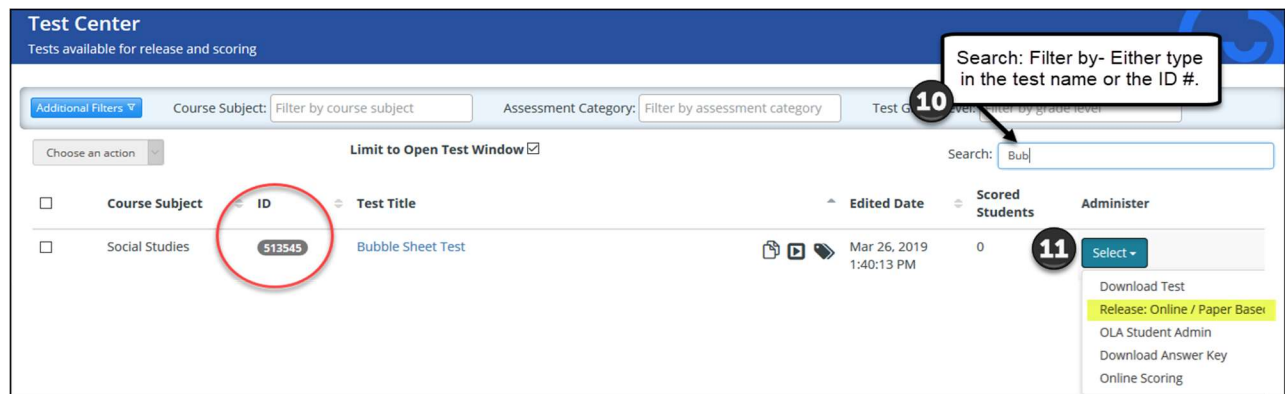 Test Center
Tests available for release and scoring
Search: Filter by- Either type
in the test name or the ID #.
10
Additional Filters
Course Subject: Filter by course subject
Assessment Category: Filter by assessment category
Test G level: Filter by grade level
Choose an action
Limit to Open Test Window
Search: Bub
Course Subject ID Test Title Edited Date Scored Students Administer
Social Studies 513545 Bubble Sheet Test Mar 26, 2019 0 11 Select
1:40:13 PM
Download Test
Release: Online / Paper Based
OLA Student Admin
Download Answer Key
Online Scoring